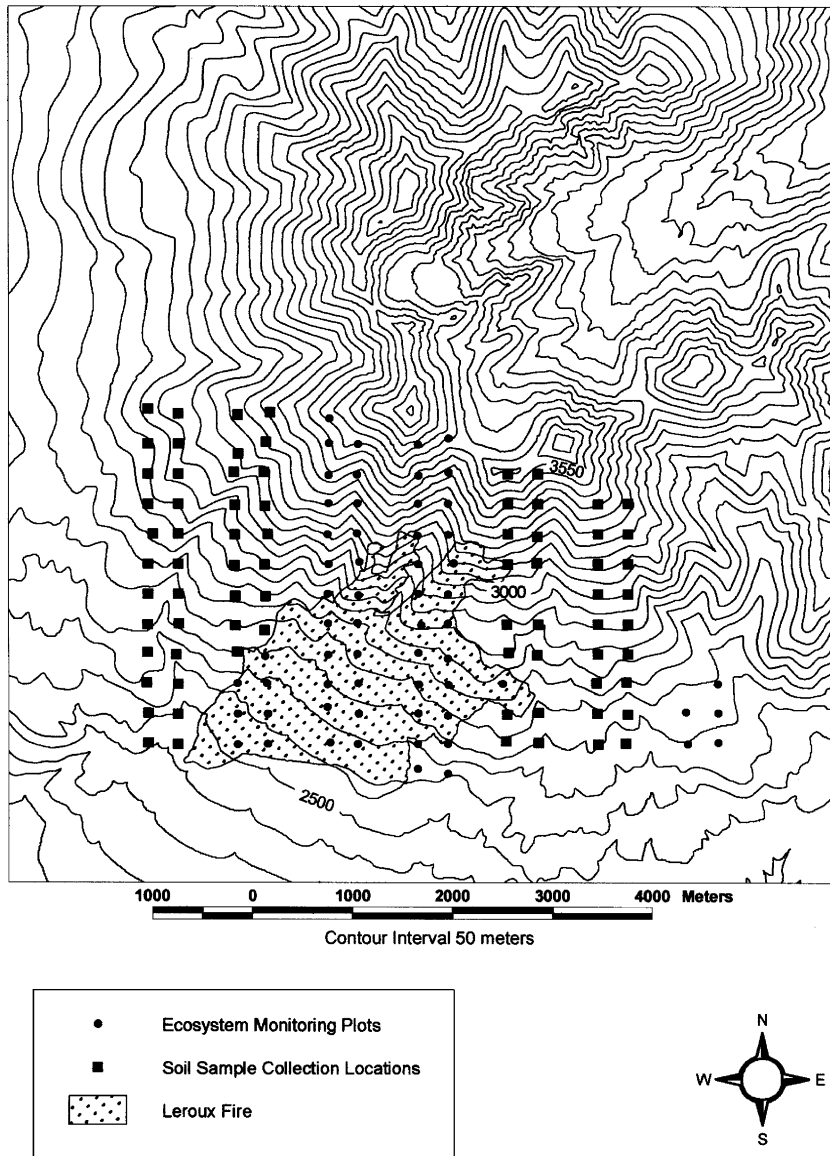 3550
3000
2500
1000 0 1000 2000 3000 4000 Meters
Contour Interval 50 meters
Ecosystem Monitoring Plots
Soil Sample Collection Locations
Leroux Fire
N
W E
S